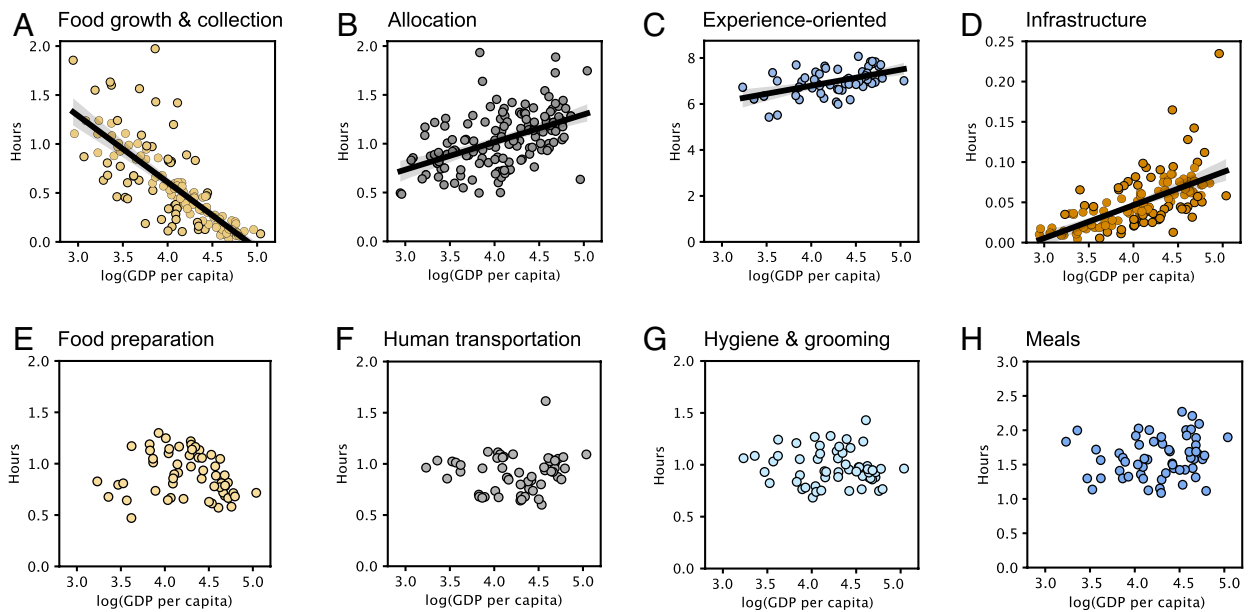 A Food growth & collection
2.0
1.5
1.0
0.5
0.0
Hours
3.0 3.5 4.0 4.5 5.0
log(GDP per capita)
B Allocation
2.0
1.5
1.0
0.5
0.0
Hours
3.0 3.5 4.0 4.5 5.0
log(GDP per capita)
C Experience-oriented
8
6
4
2
0
Hours
3.0 3.5 4.0 4.5 5.0
log(GDP per capita)
D Infrastructure
0.25
0.20
0.15
0.10
0.05
0.00
Hours
3.0 3.5 4.0 4.5 5.0
log(GDP per capita)
E Food preparation
2.0
1.5
1.0
0.5
0.0
Hours
3.0 3.5 4.0 4.5 5.0
log(GDP per capita)
F Human transportation
2.0
1.5
1.0
0.5
0.0
Hours
3.0 3.5 4.0 4.5 5.0
log(GDP per capita)
G Hygiene & grooming
2.0
1.5
1.0
0.5
0.0
Hours
3.0 3.5 4.0 4.5 5.0
log(GDP per capita)
H Meals
3.0
2.5
2.0
1.5
1.0
0.0
Hours
3.0 3.5 4.0 4.5 5.0
log(GDP per capita)